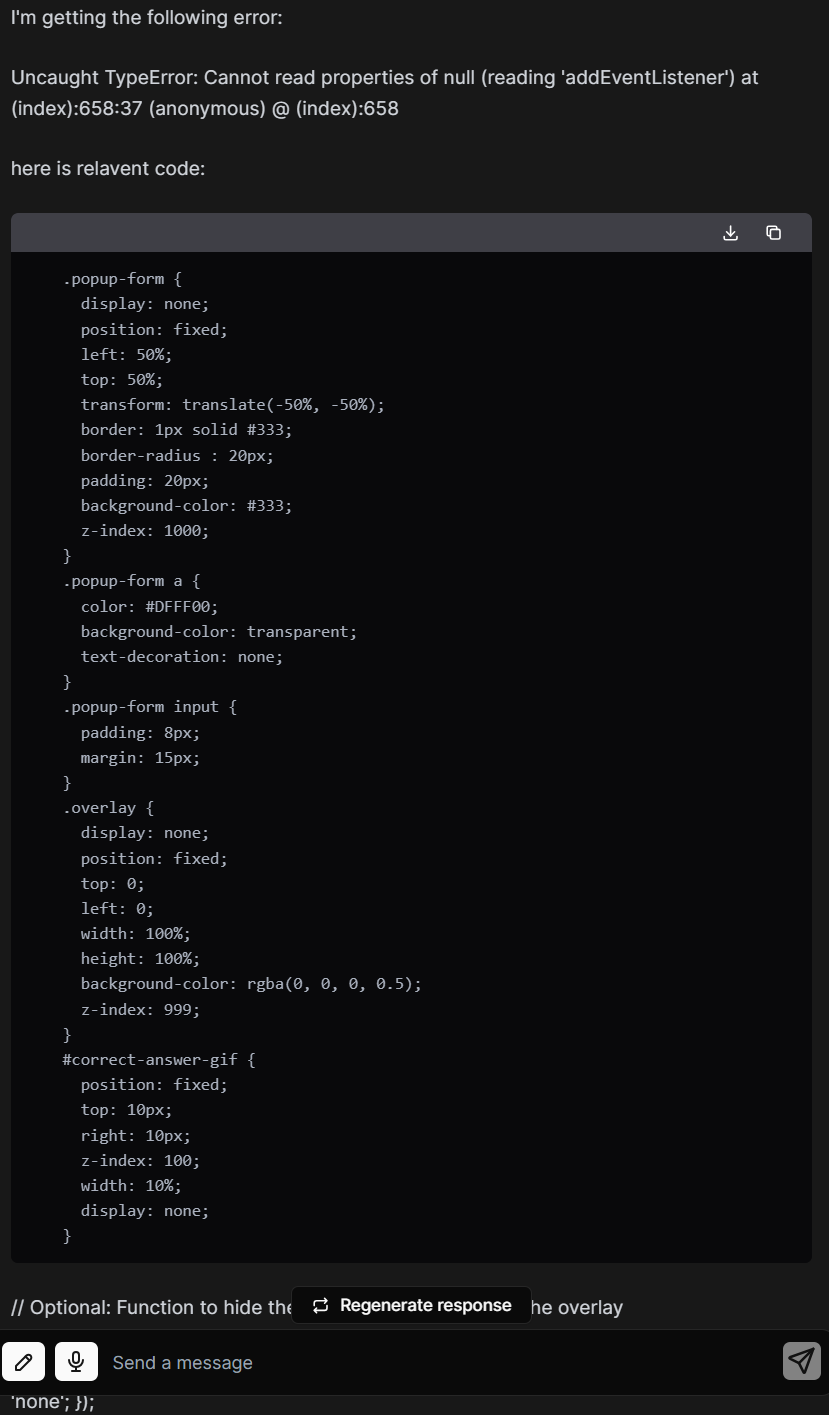 I'm getting the following error:
Uncaught TypeError: Cannot read properties of null (reading 'addEventListener') at
(index):658:37 (anonymous) @ (index):658
here is relavent code:
.popup-form {
display: none;
position: fixed;
left: 50%;
top: 50%;
transform: translate(-50%, -50%);
border: 1px solid #333;
border-radius : 20px;
padding: 20px;
background-color: #333;
z-index: 1000;
}
.popup-form a {
color: #DFFF00;
background-color: transparent;
text-decoration: none;
}
.popup-form input {
padding: 8px;
margin: 15px;
}
.overlay {
display: none;
position: fixed;
top: 0;
left: 0;
width: 100%;
height: 100%;
background-color: rgba(0, 0, 0, 0.5);
z-index: 999;
}
#correct-answer-gif {
position: fixed;
top: 10px;
right: 10px;
z-index: 100;
width: 10%;
display: none;
}
// Optional: Function to hide the
Regenerate response
he overlay
Send a message
'none'; });